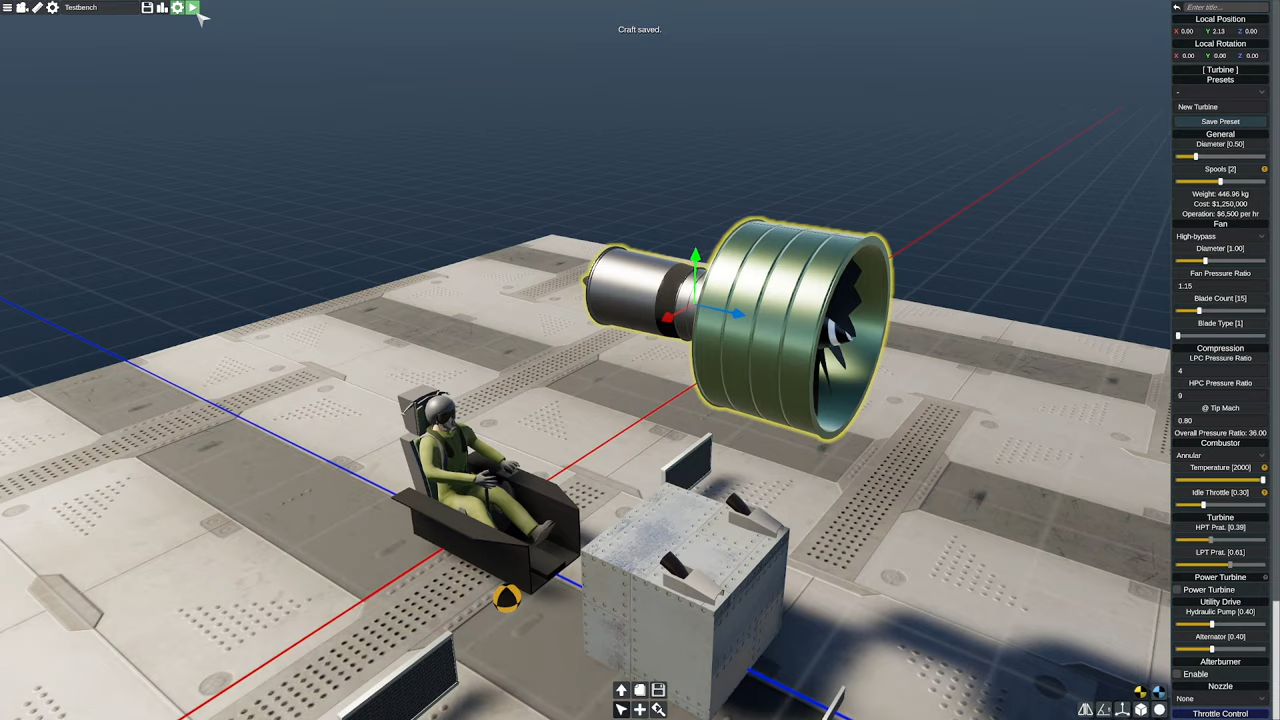 Testbench
Craft saved.
Enter title...
Local Position
X 0.00 Y 2.13 Z 0.00
Local Rotation
X 0.00 Y 0.00 Z 0.00
[ Turbine ]
Presets
-
New Turbine
Save Preset
General
Diameter [0.50]
Spools [2]
Weight: 446.96 kg
Cost: $1,250,000
Operation: $6,500 per hr
Fan
High-bypass
Diameter [1.00]
Fan Pressure Ratio
1.15
Blade Count [15]
Blade Type [1]
Compression
LPC Pressure Ratio
4
HPC Pressure Ratio
9
@ Tip Mach
0.80
Overall Pressure Ratio: 36.00
Combustor
Annular
Temperature [2000]
Idle Throttle [0.30]
Turbine
HPT Prat. [0.39]
LPT Prat. [0.61]
Power Turbine
Power Turbine
Utility Drive
Hydraulic Pump [0.40]
Alternator [0.40]
Afterburner
Enable
Nozzle
None
Throttle Control